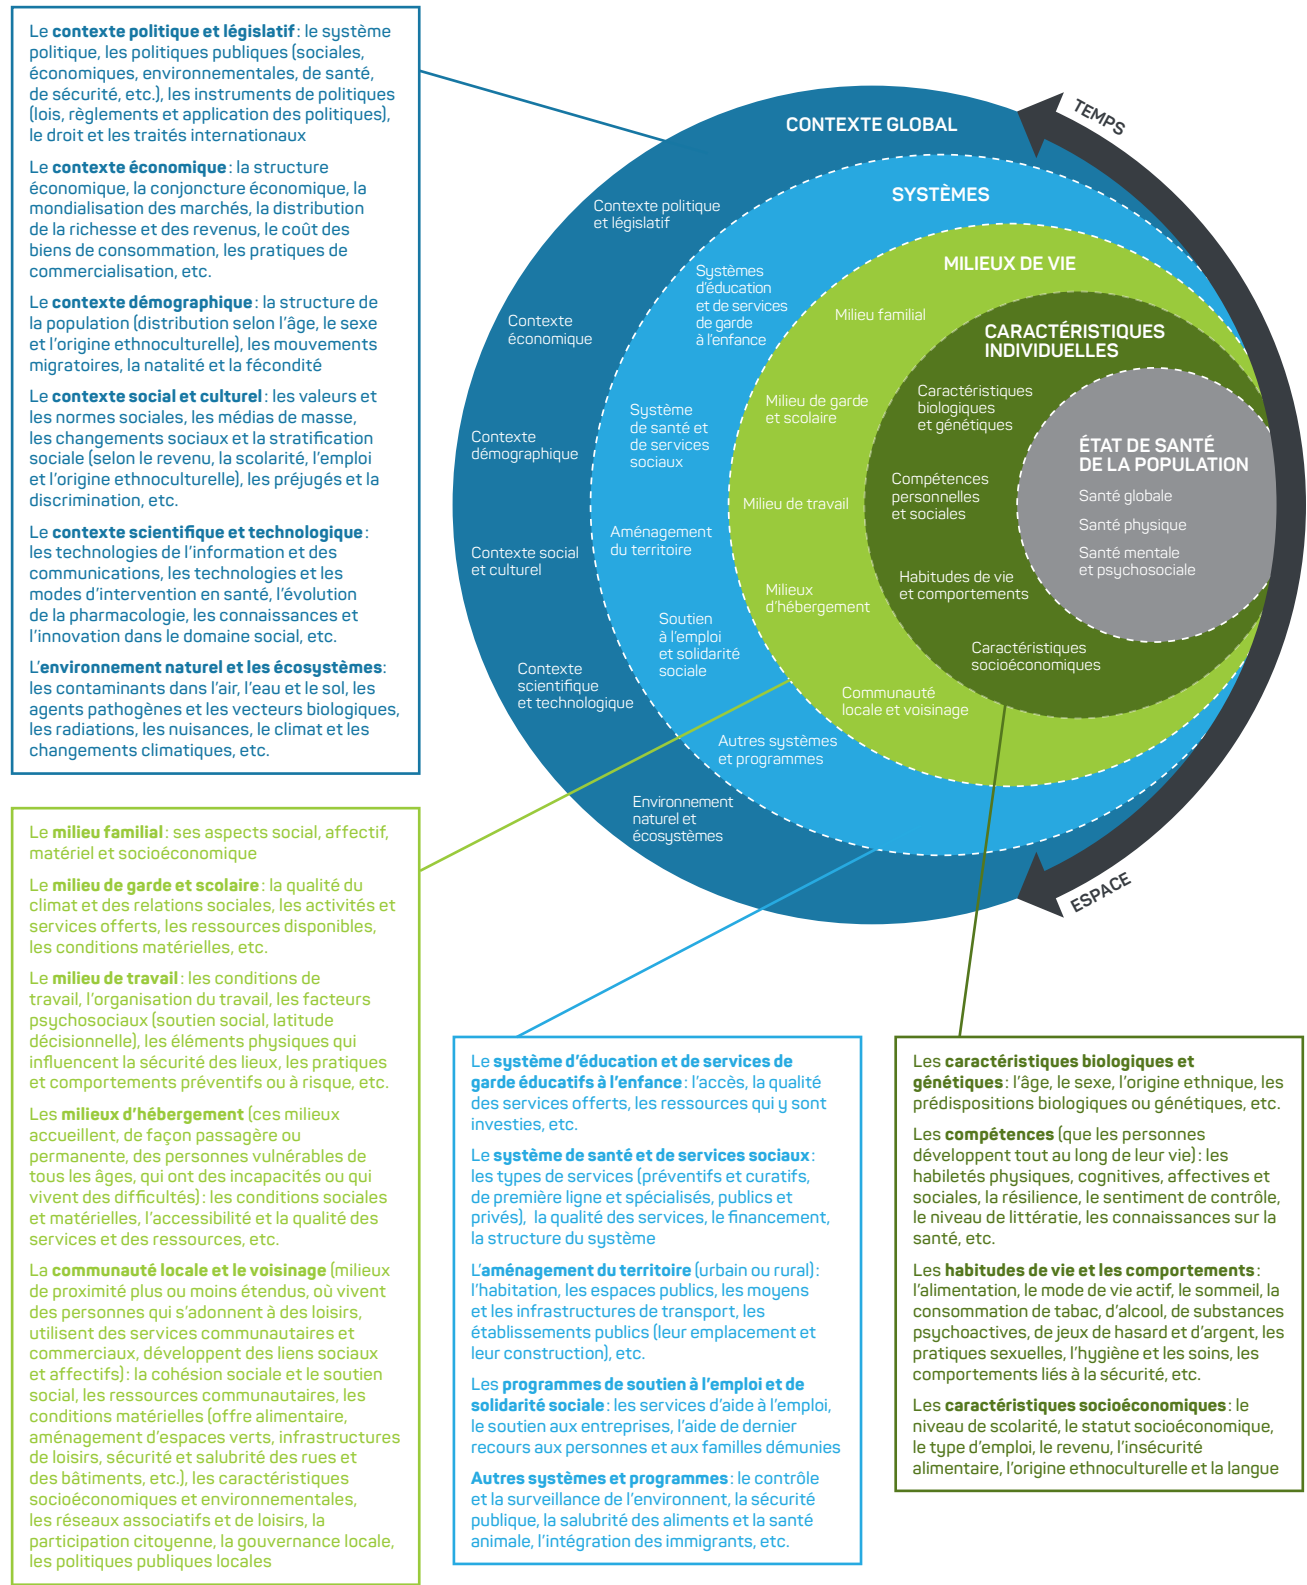 Le contexte politique et législatif : le système
politique, les politiques publiques (sociales,
économiques, environnementales, de santé,
de sécurité, etc.), les instruments de politiques
(lois, règlements et application des politiques),
le droit et les traités internationaux
Le contexte économique : la structure
économique, la conjoncture économique, la
mondialisation des marchés, la distribution
de la richesse et des revenus, le coût des
biens de consommation, les pratiques de
commercialisation, etc.
Le contexte démographique : la structure de
la population (distribution selon l'âge, le sexe
et l'origine ethnoculturelle), les mouvements
migratoires, la natalité et la fécondité
Le contexte social et culturel : les valeurs et
les normes sociales, les médias de masse,
les changements sociaux et la stratification
sociale (selon le revenu, la scolarité, l'emploi
et l'origine ethnoculturelle), les préjugés et la
discrimination, etc.
Le contexte scientifique et technologique :
les technologies de l'information et des
communications, les technologies et les
modes d'intervention en santé, l'évolution
de la pharmacologie, les connaissances et
l'innovation dans le domaine social, etc.
L'environnement naturel et les écosystèmes :
les contaminants dans l'air, l'eau et le sol, les
agents pathogènes et les vecteurs biologiques,
les radiations, les nuisances, le climat et les
changements climatiques, etc.
TEMPS
CONTEXTE GLOBAL
Contexte politique
et législatif
Contexte
économique
Contexte
démographique
Contexte social
et culturel
Contexte
scientifique
et technologique
Environnement
naturel et
écosystèmes
SYSTÈMES
Systèmes
d'éducation
et de services
de garde
à l'enfance
Système
de santé et
de services
sociaux
Aménagement
du territoire
Soutien
à l'emploi
et solidarité
sociale
Autres systèmes
et programmes
MILIEUX DE VIE
Milieu familial
Milieu de garde
et scolaire
Milieu de travail
Milieux
d'hébergement
Communauté
locale et voisinage
CARACTÉRISTIQUES
INDIVIDUELLES
Caractéristiques
biologiques
et génétiques
Compétences
personnelles
et sociales
Habitudes de vie
et comportements
Caractéristiques
socioéconomiques
ÉTAT DE SANTÉ
DE LA POPULATION
Santé globale
Santé physique
Santé mentale
et psychosociale
ESPACE
Le milieu familial : ses aspects social, affectif,
matériel et socioéconomique
Le milieu de garde et scolaire : la qualité du
climat et des relations sociales, les activités et
services offerts, les ressources disponibles,
les conditions matérielles, etc.
Le milieu de travail : les conditions de
travail, l'organisation du travail, les facteurs
psychosociaux (soutien social, latitude
décisionnelle), les éléments physiques qui
influencent la sécurité des lieux, les pratiques
et comportements préventifs ou à risque, etc.
Les milieux d'hébergement (ces milieux
accueillent, de façon passagère ou
permanente, des personnes vulnérables de
tous les âges, qui ont des incapacités ou qui
vivent des difficultés) : les conditions sociales
et matérielles, l'accessibilité et la qualité des
services et des ressources, etc.
La communauté locale et le voisinage (milieux
de proximité plus ou moins étendus, où vivent
des personnes qui s'adonnent à des loisirs,
utilisent des services communautaires et
commerciaux, développent des liens sociaux
et affectifs) : la cohésion sociale et le soutien
social, les ressources communautaires, les
conditions matérielles (offre alimentaire,
aménagement d'espaces verts, infrastructures
de loisirs, sécurité et salubrité des rues et
des bâtiments, etc.), les caractéristiques
socioéconomiques et environnementales,
les réseaux associatifs et de loisirs, la
participation citoyenne, la gouvernance locale,
les politiques publiques locales
Le système d'éducation et de services de
garde éducatifs à l'enfance : l'accès, la qualité
des services offerts, les ressources qui y sont
investies, etc.
Le système de santé et de services sociaux :
les types de services (préventifs et curatifs,
de première ligne et spécialisés, publics et
privés), la qualité des services, le financement,
la structure du système
L'aménagement du territoire (urbain ou rural) :
l'habitation, les espaces publics, les moyens
et les infrastructures de transport, les
établissements publics (leur emplacement et
leur construction), etc.
Les programmes de soutien à l'emploi et de
solidarité sociale : les services d'aide à l'emploi,
le soutien aux entreprises, l'aide de dernier
recours aux personnes et aux familles démunies
Autres systèmes et programmes : le contrôle
et la surveillance de l'environnent, la sécurité
publique, la salubrité des aliments et la santé
animale, l'intégration des immigrants, etc.
Les caractéristiques biologiques et
génétiques : l'âge, le sexe, l'origine ethnique, les
prédispositions biologiques ou génétiques, etc.
Les compétences (que les personnes
développent tout au long de leur vie) : les
habiletés physiques, cognitives, affectives et
sociales, la résilience, le sentiment de contrôle,
le niveau de littératie, les connaissances sur la
santé, etc.
Les habitudes de vie et les comportements :
l'alimentation, le mode de vie actif, le sommeil, la
consommation de tabac, d'alcool, de substances
psychoactives, de jeux de hasard et d'argent, les
pratiques sexuelles, l'hygiène et les soins, les
comportements liés à la sécurité, etc.
Les caractéristiques socioéconomiques : le
niveau de scolarité, le statut socioéconomique,
le type d'emploi, le revenu, l'insécurité
alimentaire, l'origine ethnoculturelle et la langue